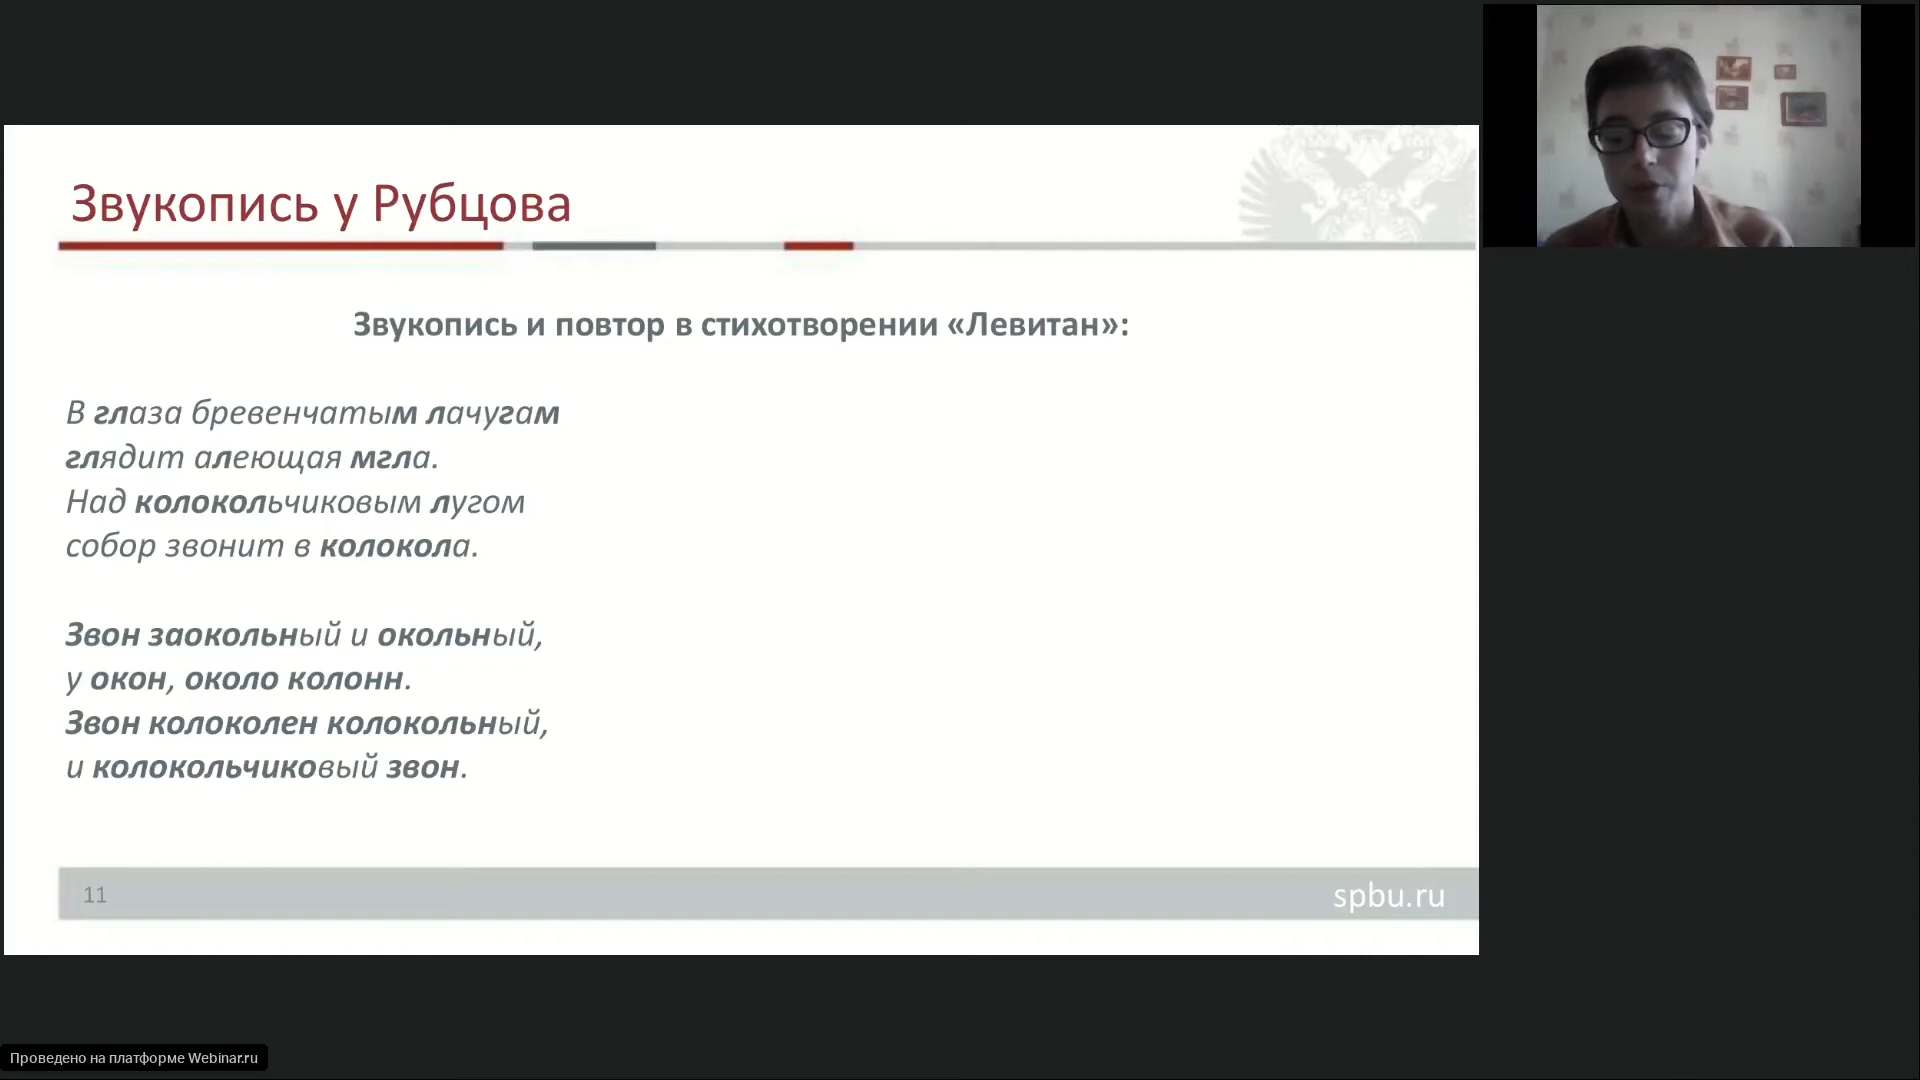 Звукопись у Рубцова
Звукопись и повтор в стихотворении «Левитан»:
В глаза бревенчатым лачугам
глядит алеющая мгла.
Над колокольчиковым лугом
собор звонит в колокола.
Звон заокольный и окольный,
у окон, около колонн.
Звон колоколен колокольный,
и колокольчиковый звон.
11
spbu.ru
Проведено на платформе Webinar.ru